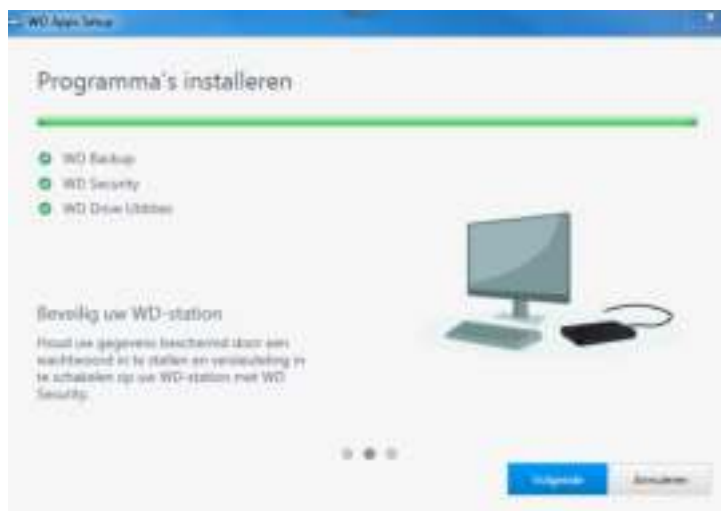 WD Apps Setup
Programma's installeren
WD Backup
WD Security
WD Drive Utilities
Beveilig uw WD-station
Houd uw gegevens beschermd door een
wachtwoord in te stellen en versleuteling in
te schakelen op uw WD-station met WD
Security.
Volgende
Annuleren